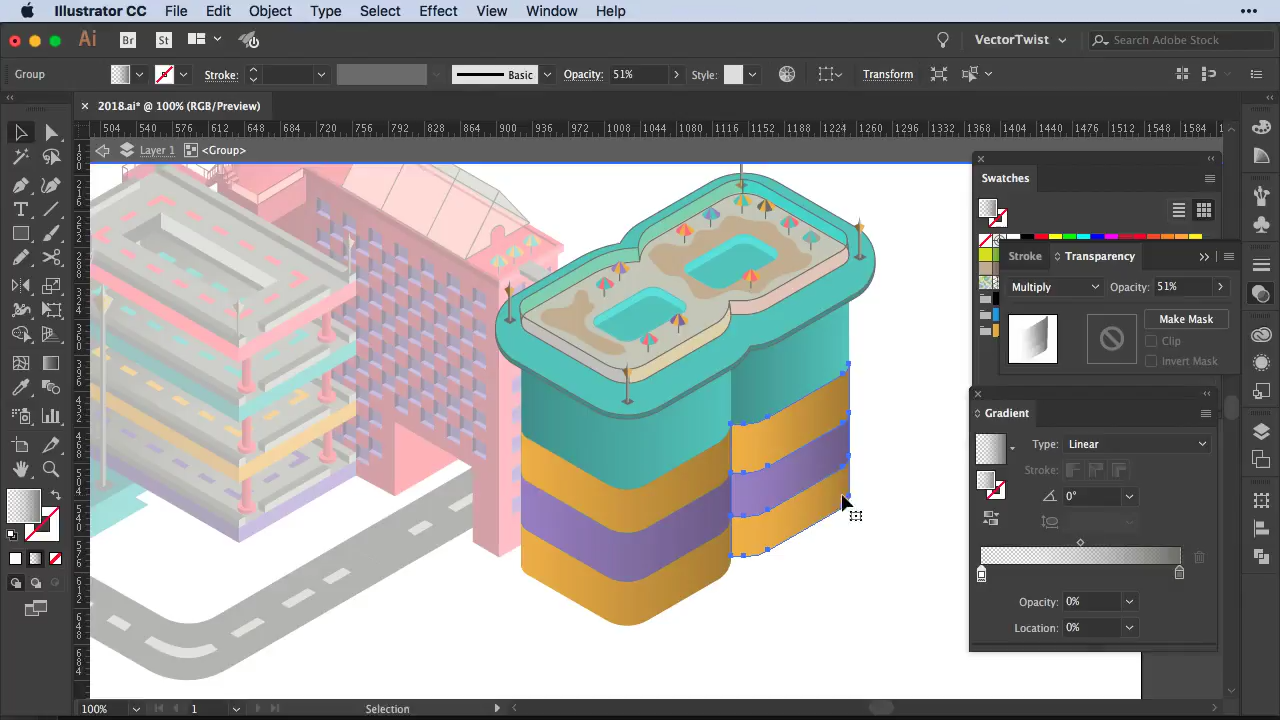 Illustrator CC File Edit Object Type Select Effect View Window Help
Ai Br St VectorTwist Search Adobe Stock
Group Stroke: Basic Opacity: 51% Style: Transform
× 2018.ai* @ 100% (RGB/Preview)
504 540 576 612 648 684 720 756 792 828 864 900 936 972 1008 1044 1080 1116 1152 1188 1224 1260 1296 1332 1368 1404 1440 1476 1512 1548 1584
Layer 1 <Group>
Swatches
Stroke Transparency
Multiply Opacity: 51%
Make Mask
Clip
Invert Mask
Gradient
Type: Linear
Stroke:
0°
Opacity: 0%
Location: 0%
100% 1 Selection